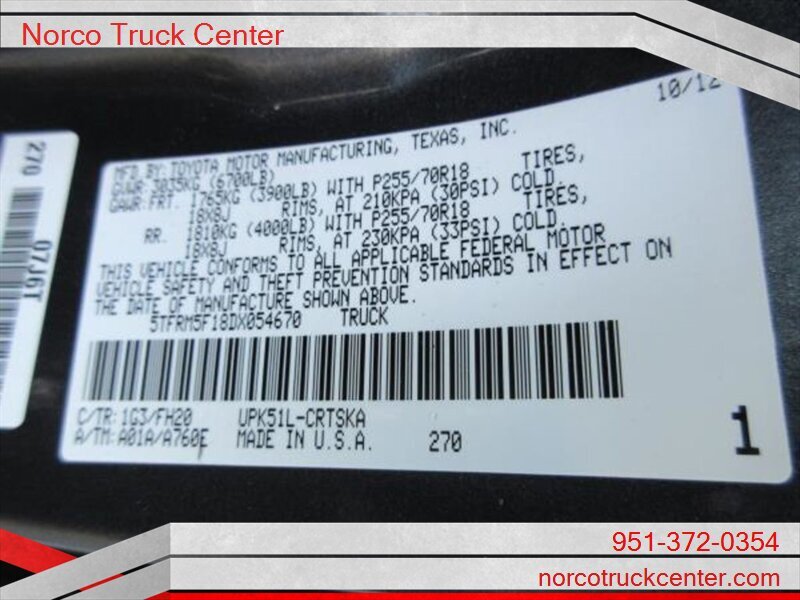 Norco Truck Center
10/12
MFD.BY:TOYOTA MOTOR MANUFACTURING, TEXAS, INC.
GVWR:3035KG (6700LB)
GAWR:FRT. 1765KG (3900LB) WITH P255/70R18 TIRES,
18X8J RIMS, AT 210KPA (30PSI) COLD.
RR. 1810KG (4000LB) WITH P255/70R18 TIRES,
18X8J RIMS, AT 230KPA (33PSI) COLD.
THIS VEHICLE CONFORMS TO ALL APPLICABLE FEDERAL MOTOR
VEHICLE SAFETY AND THEFT PREVENTION STANDARDS IN EFFECT ON
THE DATE OF MANUFACTURE SHOWN ABOVE.
5TFRM5F18DX054670 TRUCK
C/TR:1G3/FH20 UPK51L-CRTSKA
A/TM:A01A/A760E MADE IN U.S.A. 270
1
270
07J6T
951-372-0354
norcotruckcenter.com